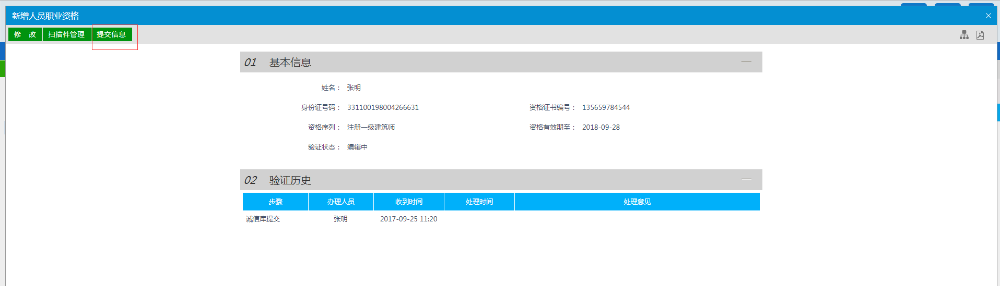 新增人员职业资格
修 改 扫描件管理 提交信息
01 基本信息
姓名： 张明
身份证号码： 331100198004266631 资格证书编号： 135659784544
资格序列： 注册一级建筑师 资格有效期至： 2018-09-28
验证状态： 编辑中
02 验证历史
步骤 办理人员 收到时间 处理时间 处理意见
诚信库提交 张明 2017-09-25 11:20